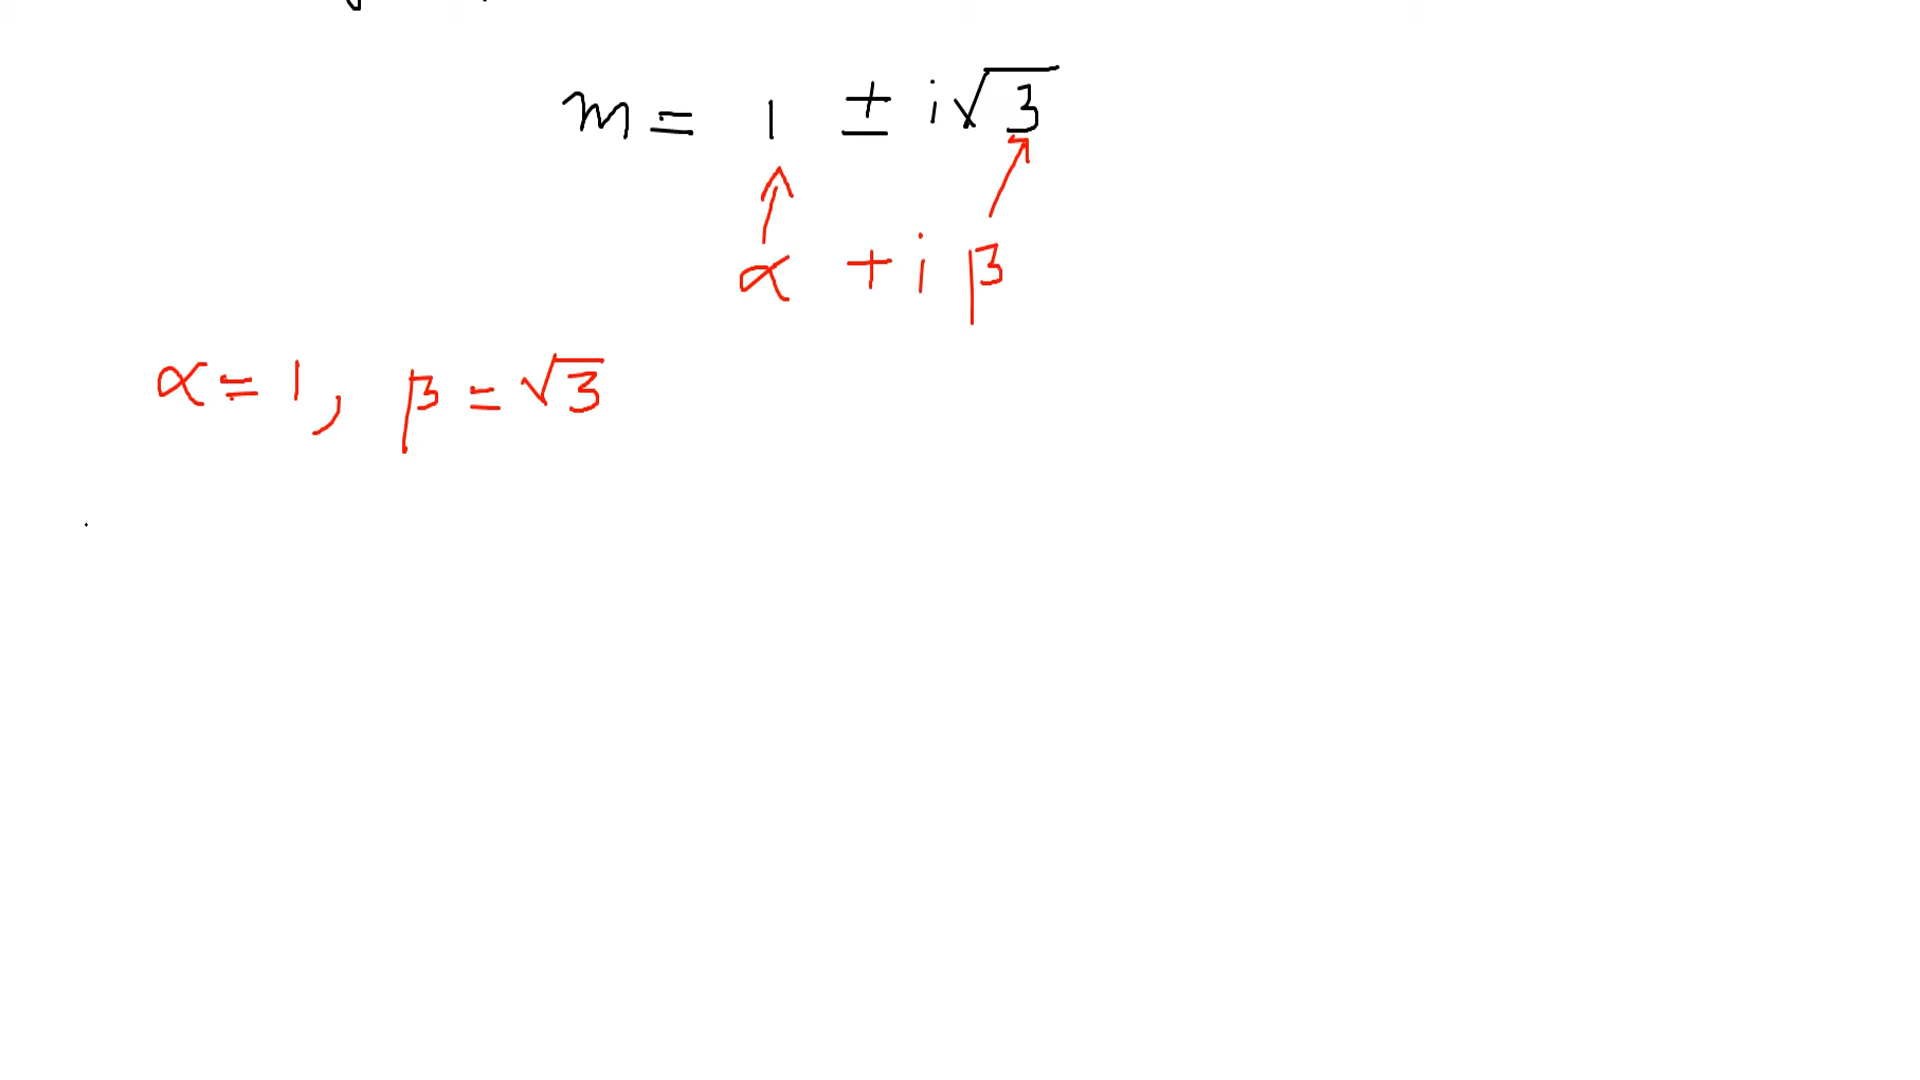 m = 1 ± i√3
α + i β
α = 1, β = √3